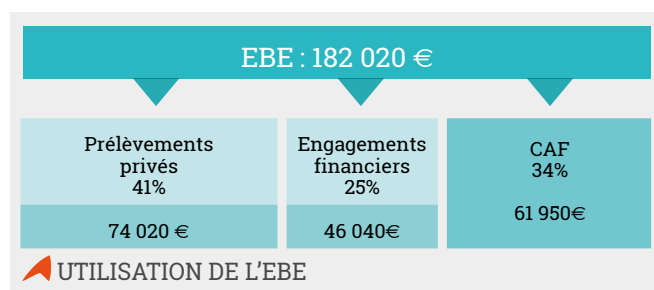 EBE : 182 020 €
Prélèvements
privés
41%
74 020 €
Engagements
financiers
25%
46 040€
CAF
34%
61 950€
UTILISATION DE L'EBE